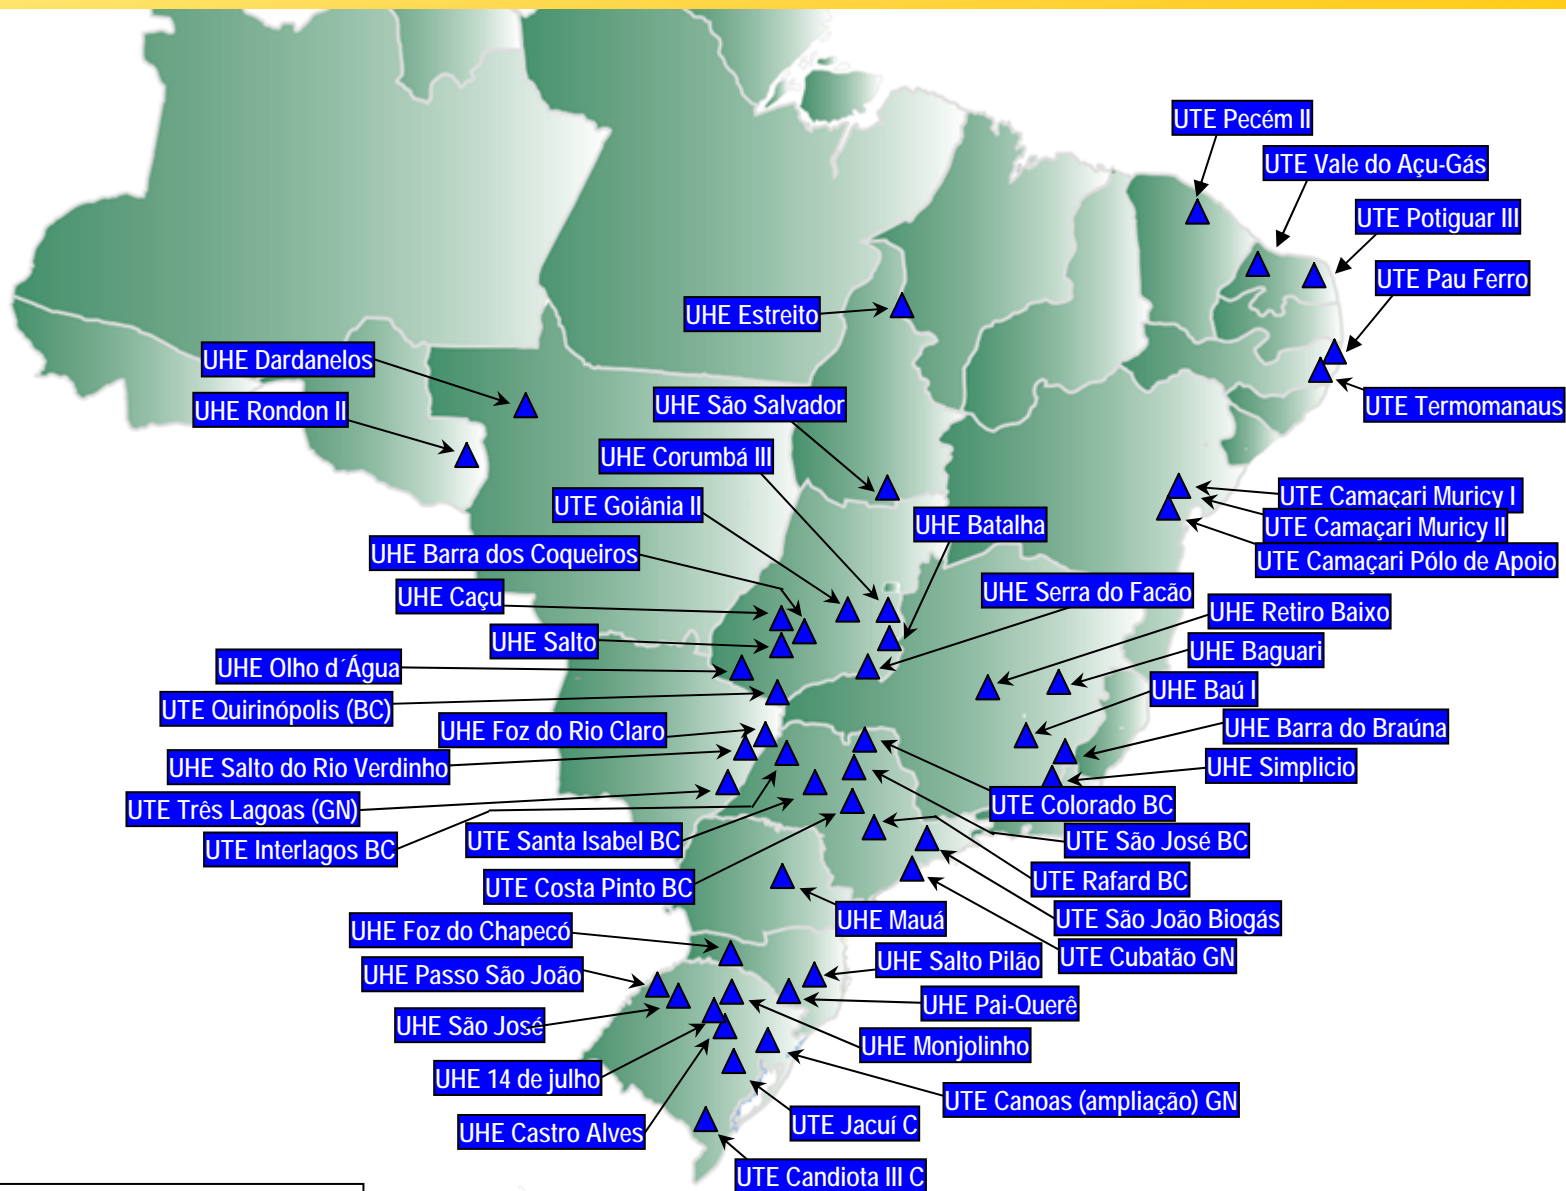 UTE Pecém II
UTE Vale do Açu-Gás
UTE Potiguar III
UTE Pau Ferro
UHE Estreito
UHE Dardanelos
UHE Rondon II
UHE São Salvador
UTE Termomanaus
UHE Corumbá III
UTE Goiânia II
UTE Camaçari Muricy I
UTE Camaçari Muricy II
UHE Batalha
UTE Camaçari Pólo de Apoio
UHE Barra dos Coqueiros
UHE Caçu
UHE Serra do Facão
UHE Retiro Baixo
UHE Salto
UHE Baguari
UHE Olho d´Água
UHE Baú I
UTE Quirinópolis (BC)
UHE Foz do Rio Claro
UHE Barra do Braúna
UHE Salto do Rio Verdinho
UHE Simplicio
UTE Três Lagoas (GN)
UTE Colorado BC
UTE Interlagos BC
UTE Santa Isabel BC
UTE São José BC
UTE Costa Pinto BC
UTE Rafard BC
UHE Mauá
UTE São João Biogás
UHE Foz do Chapecó
UTE Cubatão GN
UHE Passo São João
UHE Salto Pilão
UHE Pai-Querê
UHE São José
UHE Monjolinho
UHE 14 de julho
UTE Canoas (ampliação) GN
UHE Castro Alves
UTE Jacuí C
UTE Candiota III C